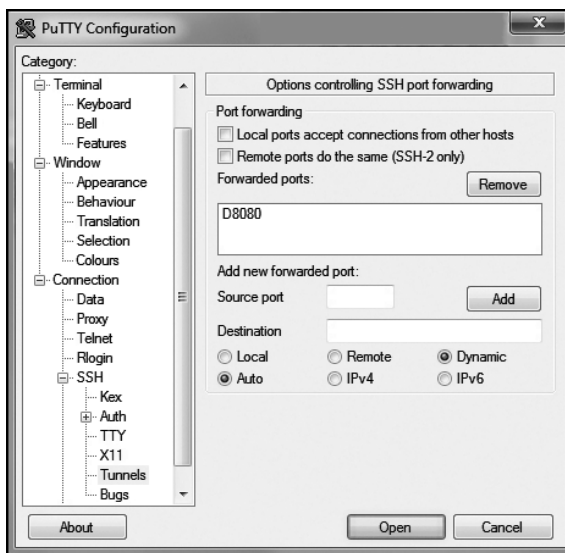 PuTTY Configuration
x
Category:
Terminal
Keyboard
Bell
Features
Window
Appearance
Behaviour
Translation
Selection
Colours
Connection
Data
Proxy
Telnet
Rlogin
SSH
Kex
Auth
TTY
X11
Tunnels
Bugs
Options controlling SSH port forwarding
Port forwarding
Local ports accept connections from other hosts
Remote ports do the same (SSH-2 only)
Forwarded ports:
Remove
D8080
Add new forwarded port:
Source port
Add
Destination
Local Remote Dynamic
Auto IPv4 IPv6
About
Open
Cancel